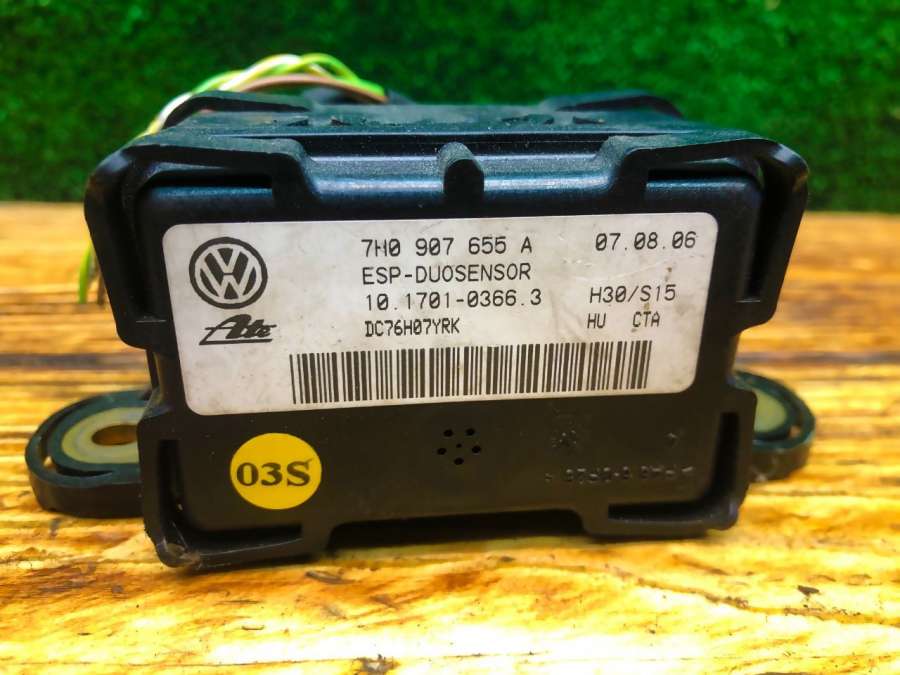 7H0 907 655 A 07.08.06
ESP-DUOSENSOR
10.1701-0366.3 H30/S15
DC76H07YRK HU CTA
Ate
03S